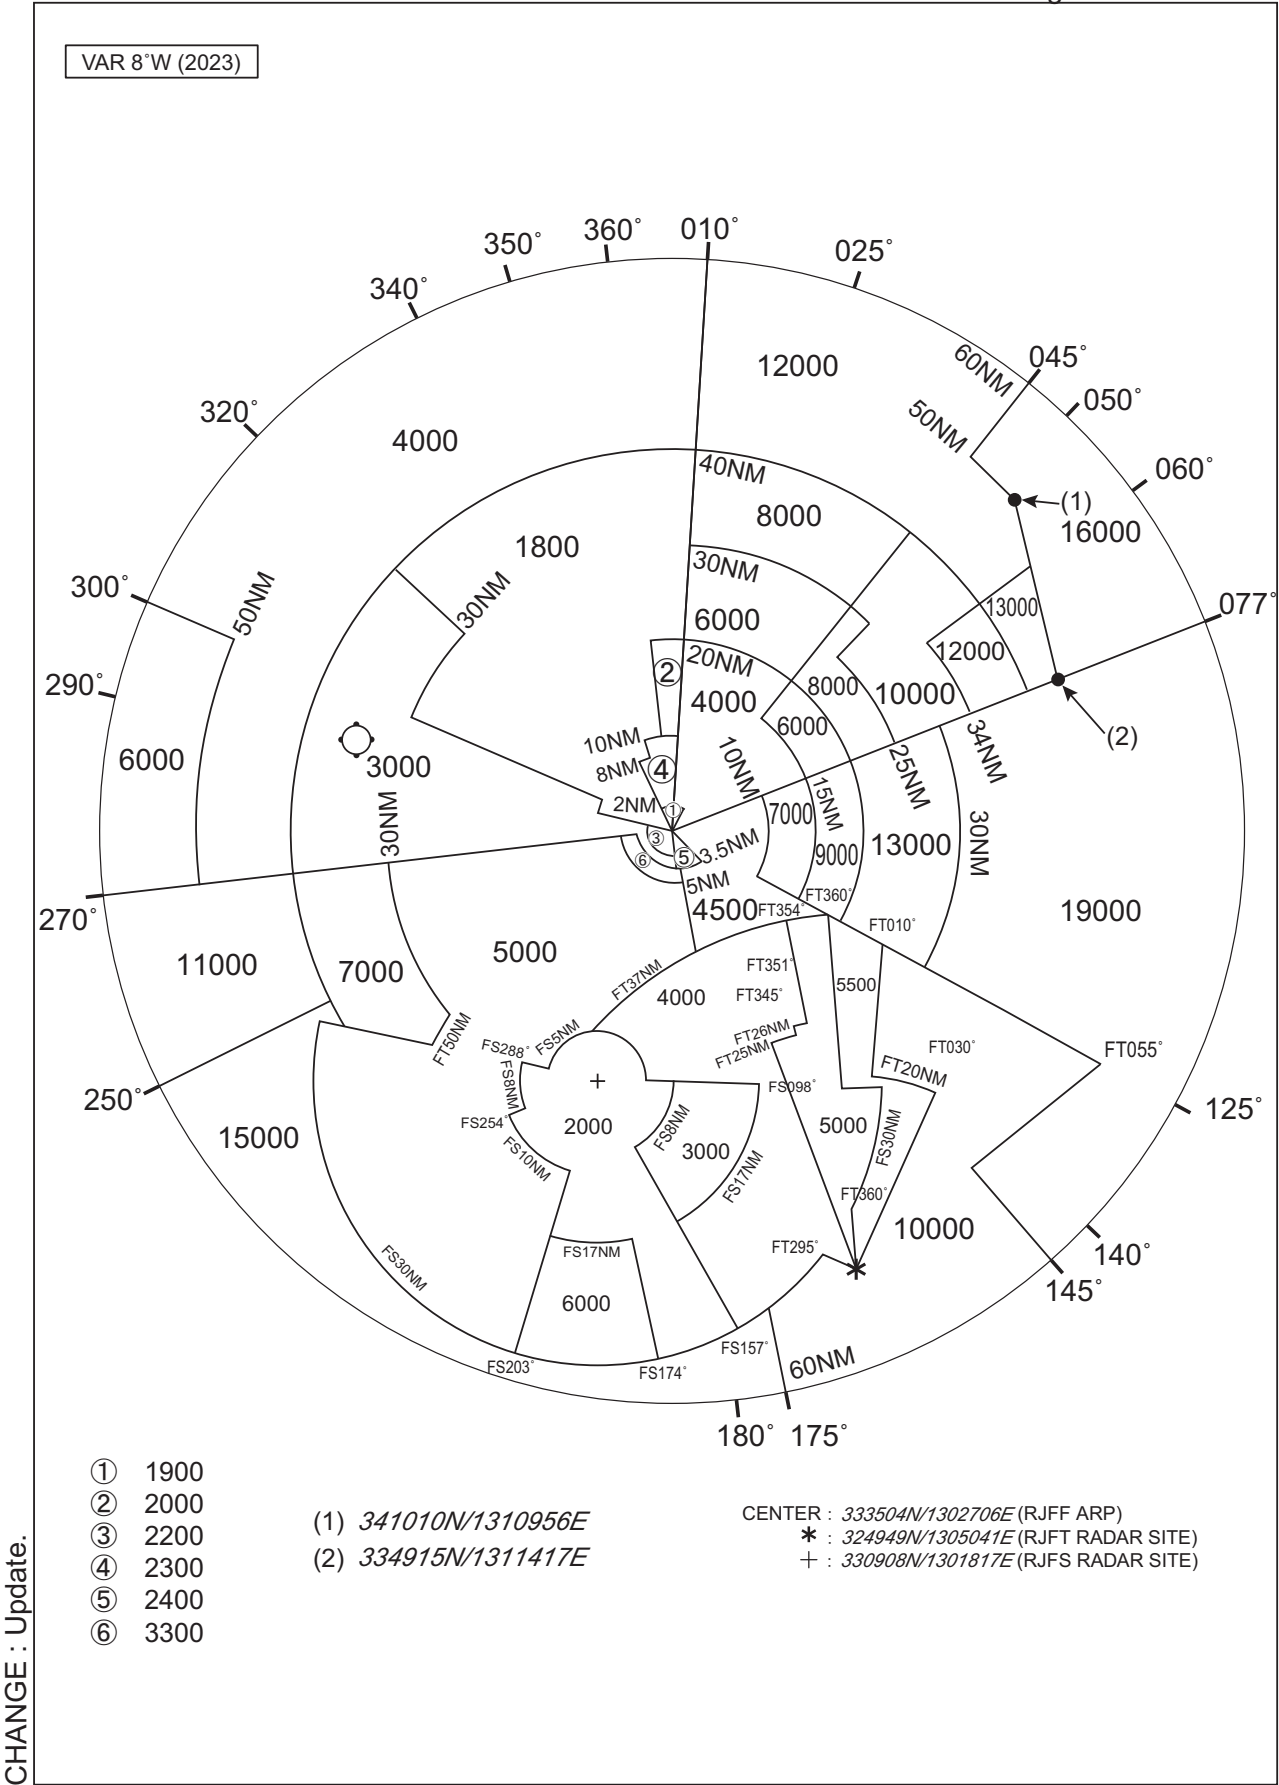 VAR 8°W (2023)
360°
010°
350°
025°
340°
045°
60NM
050°
50NM
320°
060°
12000
4000
40NM
(1)
8000
16000
1800
30NM
300°
50NM
30NM
077°
13000
6000
12000
②
20NM
290°
8000
10000
4000
6000
10NM
34NM
(2)
25NM
6000
3000
8NM
④
10NM
2NM
①
15NM
7000
30NM
30NM
③
3.5NM
9000
13000
⑥
⑤
5NM
4500
FT354°
FT360°
270°
FT010°
19000
11000
7000
5000
FT37NM
4000
FT351°
FT345°
5500
FT26NM
FT25NM
FT50NM
FS288°
FS5NM
FT030°
FT055°
FS8NM
FT20NM
FS098°
250°
125°
FS254°
2000
FS8NM
5000
FS30NM
15000
FS10NM
3000
FS17NM
FT360°
10000
FT295°
140°
FS17NM
FS30NM
145°
6000
FS157°
FS203°
FS174°
60NM
180°
175°
① 1900
② 2000
③ 2200
④ 2300
⑤ 2400
⑥ 3300
(1) 341010N/1310956E
(2) 334915N/1311417E
CENTER : 333504N/1302706E (RJFF ARP)
* : 324949N/1305041E (RJFT RADAR SITE)
+ : 330908N/1301817E (RJFS RADAR SITE)
CHANGE : Update.